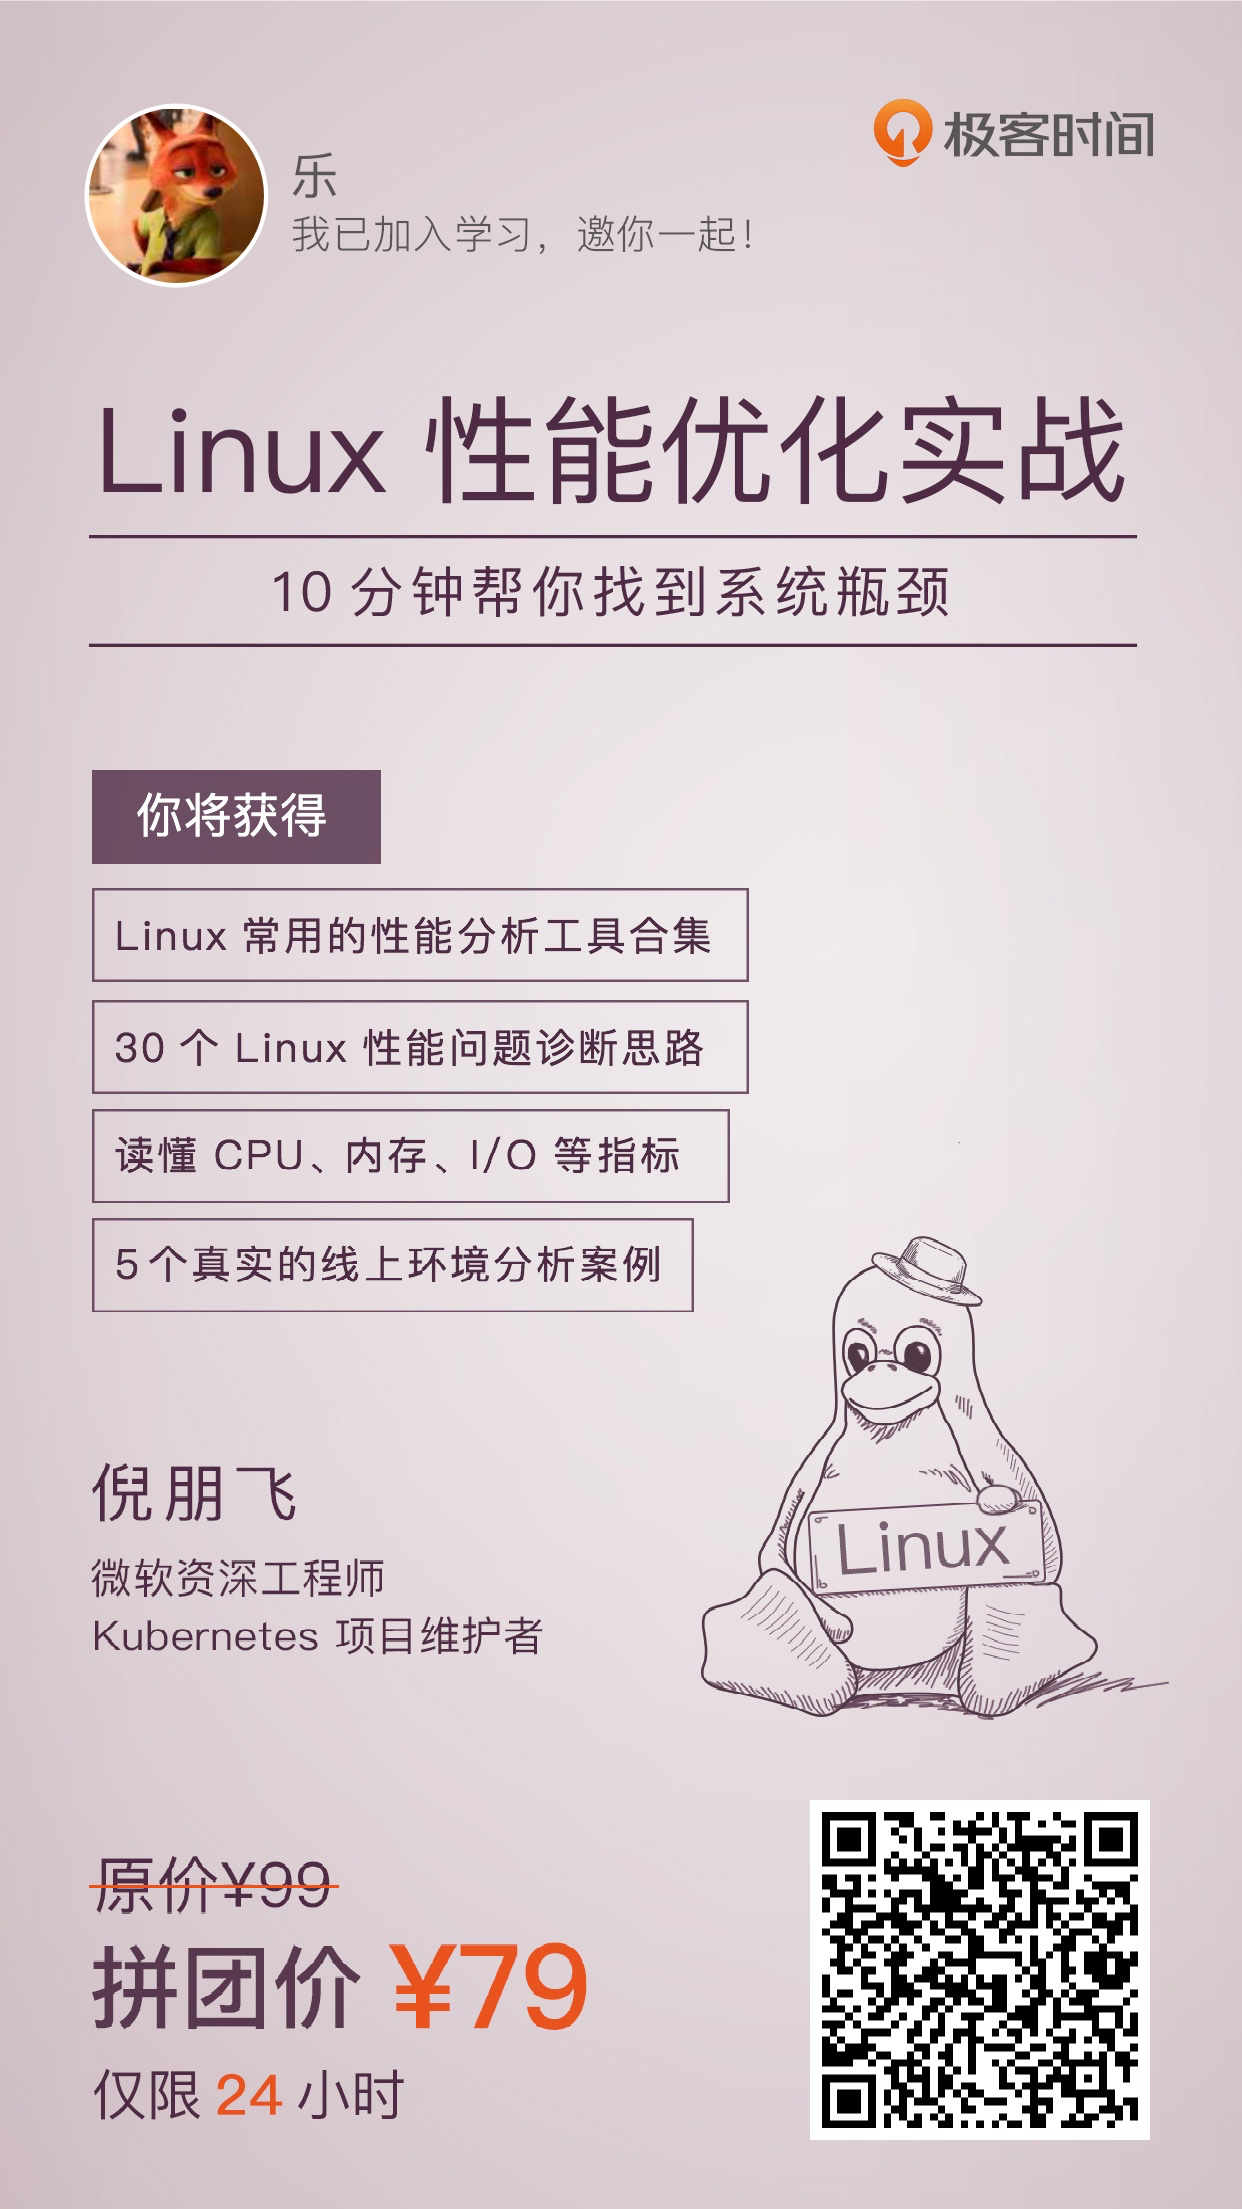 极客时间
乐
我已加入学习，邀你一起！
Linux 性能优化实战
10 分钟帮你找到系统瓶颈
你将获得
Linux 常用的性能分析工具合集
30 个 Linux 性能问题诊断思路
读懂 CPU、内存、I/O 等指标
5 个真实的线上环境分析案例
倪朋飞
微软资深工程师
Kubernetes 项目维护者
Linux
原价¥99
拼团价 ¥79
仅限 24 小时